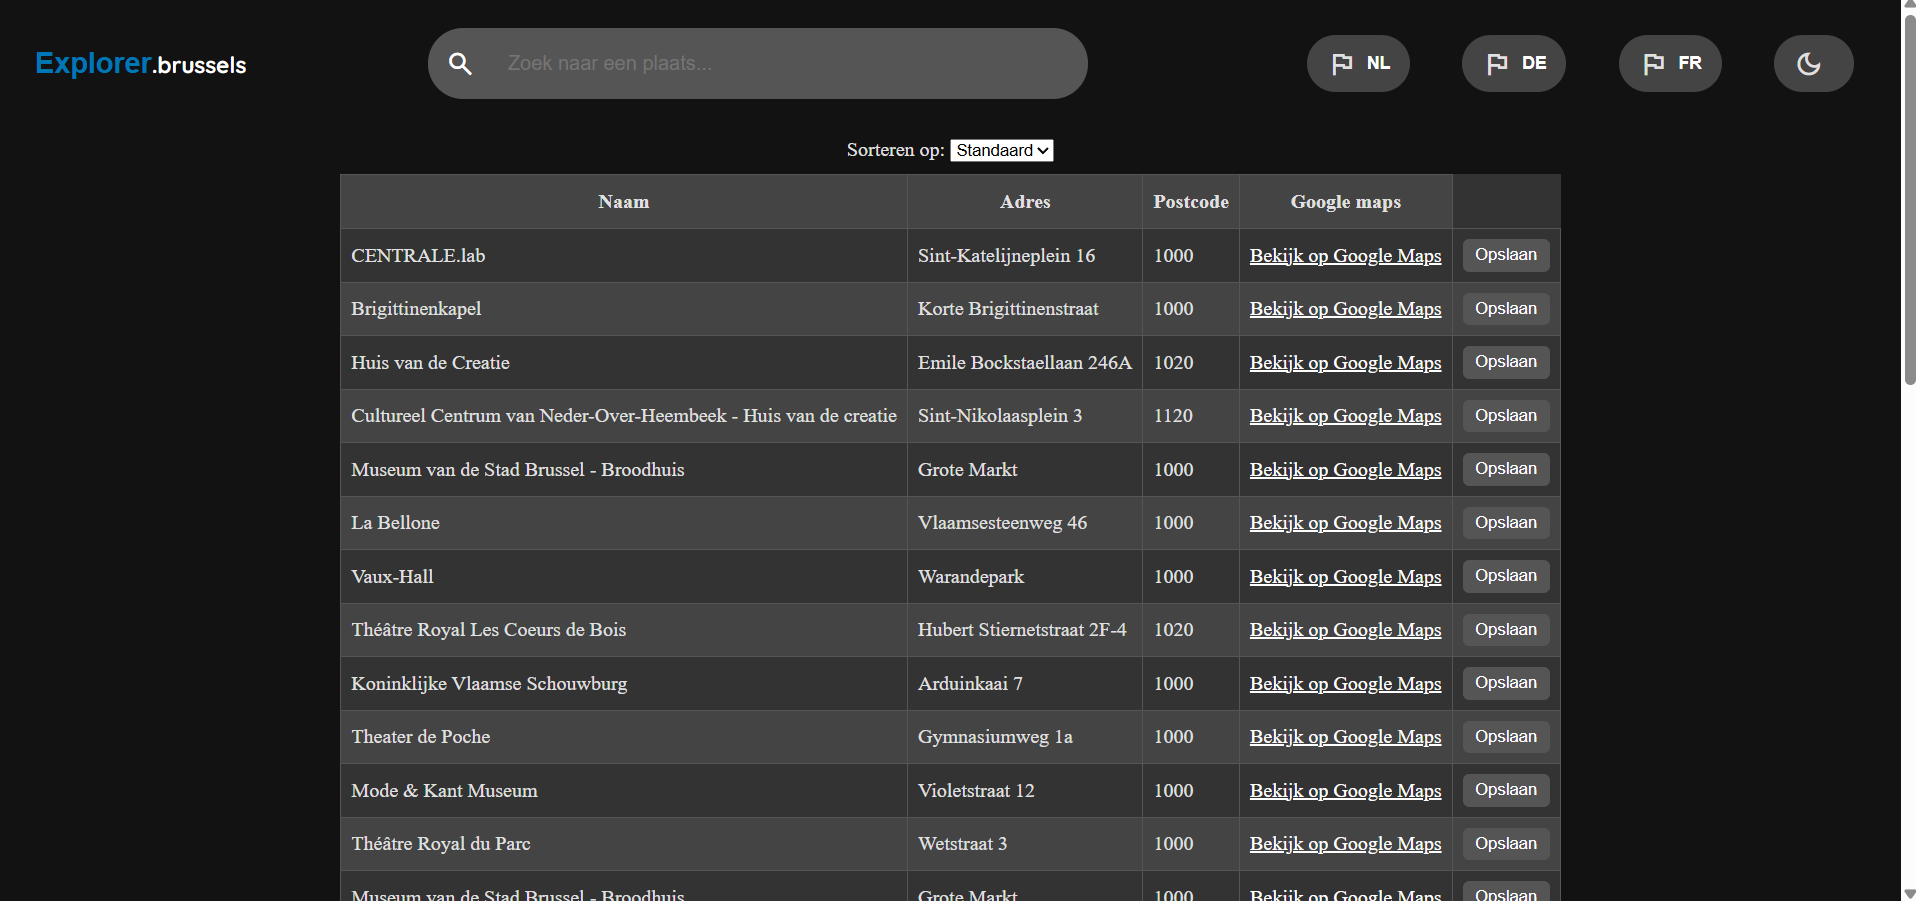 Explorer.brussels
Zoek naar een plaats...
NL
DE
FR
Sorteren op: Standaard
Naam Adres Postcode Google maps
CENTRALE.lab Sint-Katelijneplein 16 1000 Bekijk op Google Maps Opslaan
Brigittinenkapel Korte Brigittinenstraat 1000 Bekijk op Google Maps Opslaan
Huis van de Creatie Emile Bockstaellaan 246A 1020 Bekijk op Google Maps Opslaan
Cultureel Centrum van Neder-Over-Heembeek - Huis van de creatie Sint-Nikolaasplein 3 1120 Bekijk op Google Maps Opslaan
Museum van de Stad Brussel - Broodhuis Grote Markt 1000 Bekijk op Google Maps Opslaan
La Bellone Vlaamsesteenweg 46 1000 Bekijk op Google Maps Opslaan
Vaux-Hall Warandepark 1000 Bekijk op Google Maps Opslaan
Théâtre Royal Les Coeurs de Bois Hubert Stiernetstraat 2F-4 1020 Bekijk op Google Maps Opslaan
Koninklijke Vlaamse Schouwburg Arduinkaai 7 1000 Bekijk op Google Maps Opslaan
Theater de Poche Gymnasiumweg 1a 1000 Bekijk op Google Maps Opslaan
Mode & Kant Museum Violetstraat 12 1000 Bekijk op Google Maps Opslaan
Théâtre Royal du Parc Wetstraat 3 1000 Bekijk op Google Maps Opslaan
Museum van de Stad Brussel - Broodhuis Grote Markt 1000 Bekijk op Google Maps Opslaan